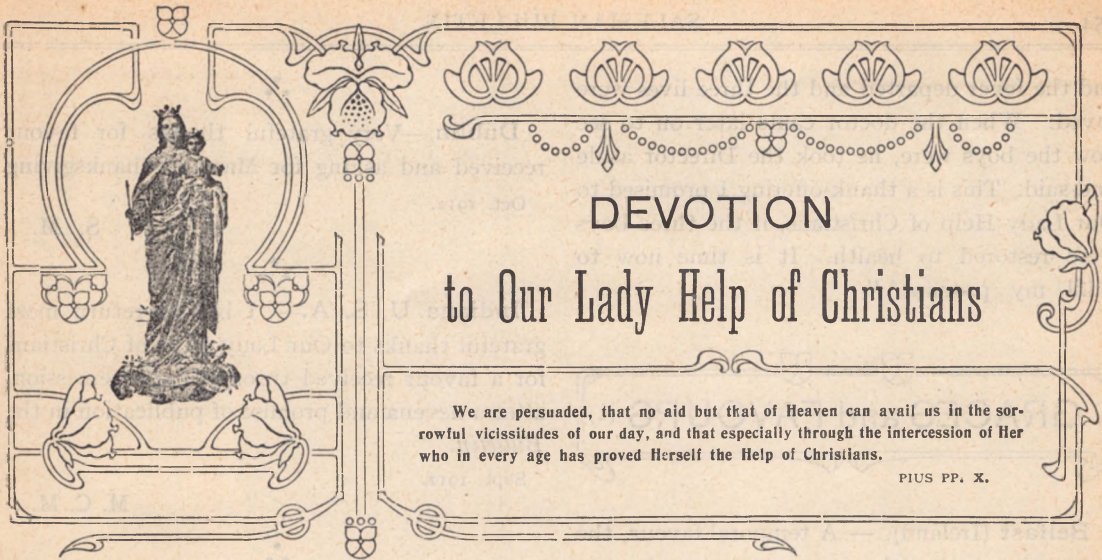 DEVOTION
to Our Lady Help of Christians
We are persuaded, that no aid but that of Heaven can avail us in the sor-
rowful vicissitudes of our day, and that especially through the intercession of Her
who in every age has proved Herself the Help of Christians.
PIUS PP. X.